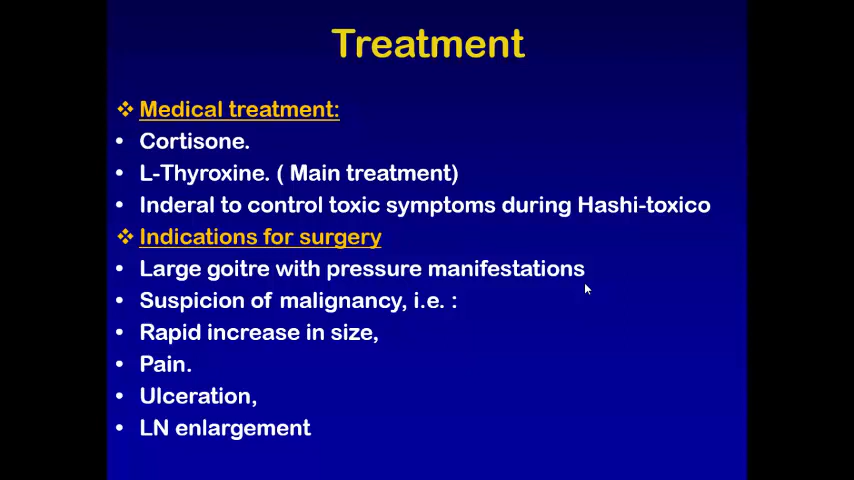 Treatment
❖ Medical treatment:
• Cortisone.
• L-Thyroxine. ( Main treatment)
• Inderal to control toxic symptoms during Hashi-toxico
❖ Indications for surgery
• Large goitre with pressure manifestations
• Suspicion of malignancy, i.e. :
• Rapid increase in size,
• Pain.
• Ulceration,
• LN enlargement